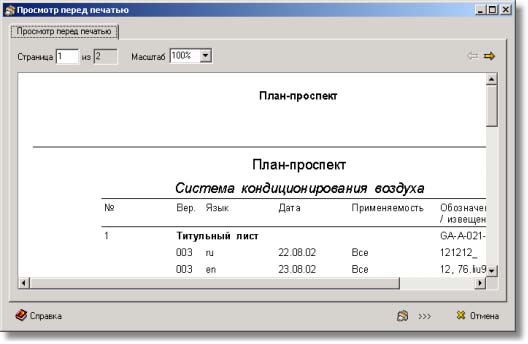 Просмотр перед печатью
Просмотр перед печатью
Страница 1 из 2 Масштаб 100%
План-проспект
План-проспект
Система кондиционирования воздуха
№ Вер. Язык Дата Применяемость Обозначен
/ извещен
1 Титульный лист GA-A-021-
003 ru 22.08.02 Все 121212_
003 en 23.08.02 Все 12, 76.liu9
Справка >>> Отмена